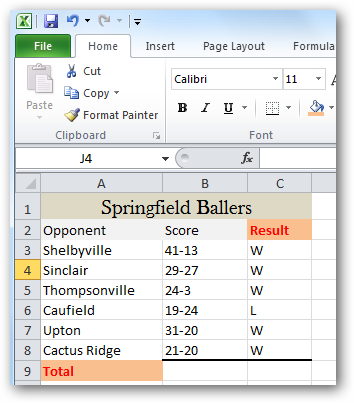 File Home Insert Page Layout Formula
Cut
Copy
Format Painter
Paste
Calibri 11
B I U
Clipboard Font
J4 fx
A B C
1 Springfield Ballers
2 Opponent Score Result
3 Shelbyville 41-13 W
4 Sinclair 29-27 W
5 Thompsonville 24-3 W
6 Caufield 19-24 L
7 Upton 31-20 W
8 Cactus Ridge 21-20 W
9 Total